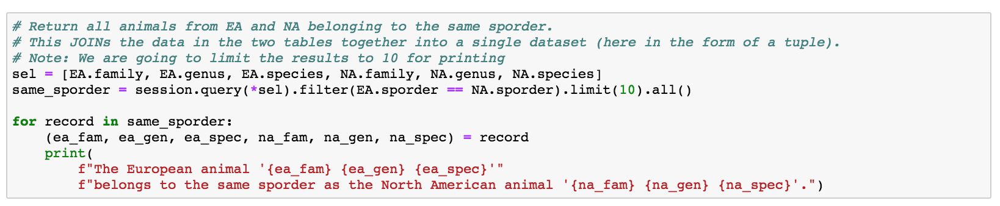 # Return all animals from EA and NA belonging to the same sporder.
# This JOINs the data in the two tables together into a single dataset (here in the form of a tuple).
# Note: We are going to limit the results to 10 for printing
sel = [EA.family, EA.genus, EA.species, NA.family, NA.genus, NA.species]
same_sporder = session.query(*sel).filter(EA.sporder == NA.sporder).limit(10).all()

for record in same_sporder:
    (ea_fam, ea_gen, ea_spec, na_fam, na_gen, na_spec) = record
    print(
        f"The European animal '{ea_fam} {ea_gen} {ea_spec}'"
        f"belongs to the same sporder as the North American animal '{na_fam} {na_gen} {na_spec}'.")